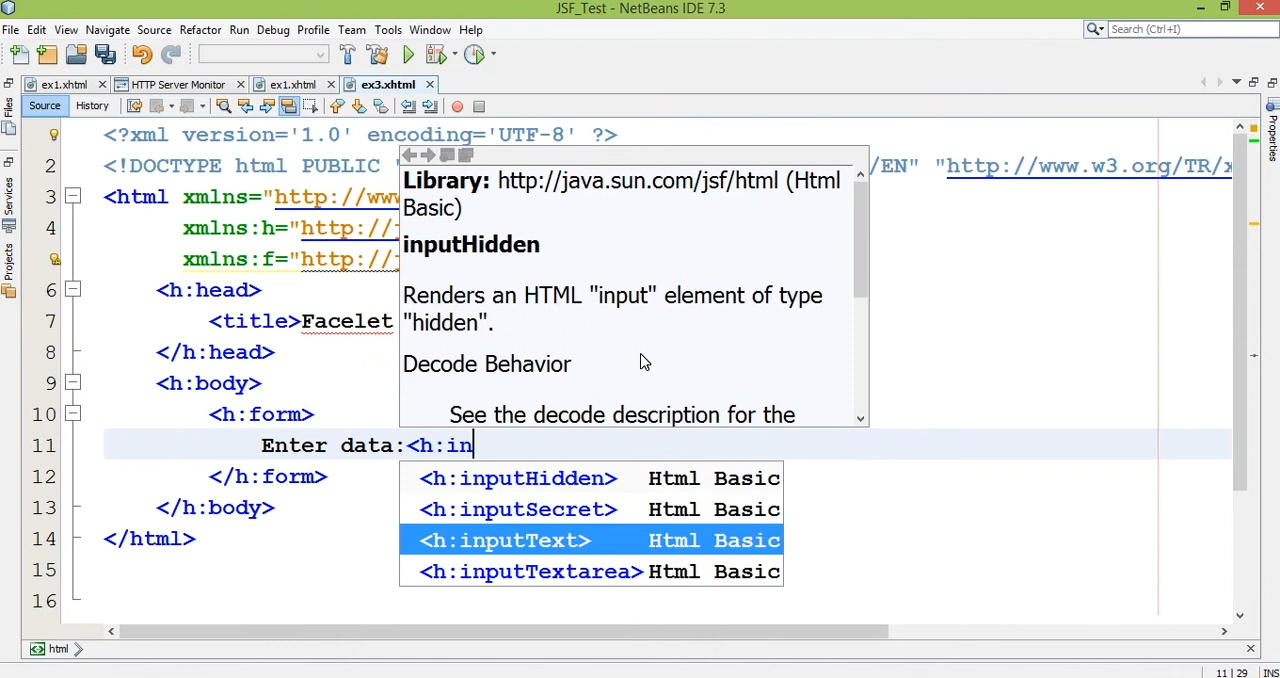 JSF_Test - NetBeans IDE 7.3
File Edit View Navigate Source Refactor Run Debug Profile Team Tools Window Help
Search (Ctrl+I)
ex1.xhtml HTTP Server Monitor ex1.xhtml ex3.xhtml
Source History
Files
Services
Projects
Properties
<?xml version='1.0' encoding='UTF-8' ?>
2 <!DOCTYPE html PUBLIC "/EN" "http://www.w3.org/TR/x
3 <html xmlns="http://www
4 xmlns:h="http://j
xmlns:f="http://j
6 <h:head>
7 <title>Facelet
8 </h:head>
9 <h:body>
10 <h:form>
11 Enter data:<h:in
12 </h:form>
13 </h:body>
14 </html>
15
16
Library: http://java.sun.com/jsf/html (Html
Basic)
inputHidden
Renders an HTML "input" element of type
"hidden".
Decode Behavior
See the decode description for the
<h:inputHidden> Html Basic
<h:inputSecret> Html Basic
<h:inputText> Html Basic
<h:inputTextarea> Html Basic
html
11 | 29 INS